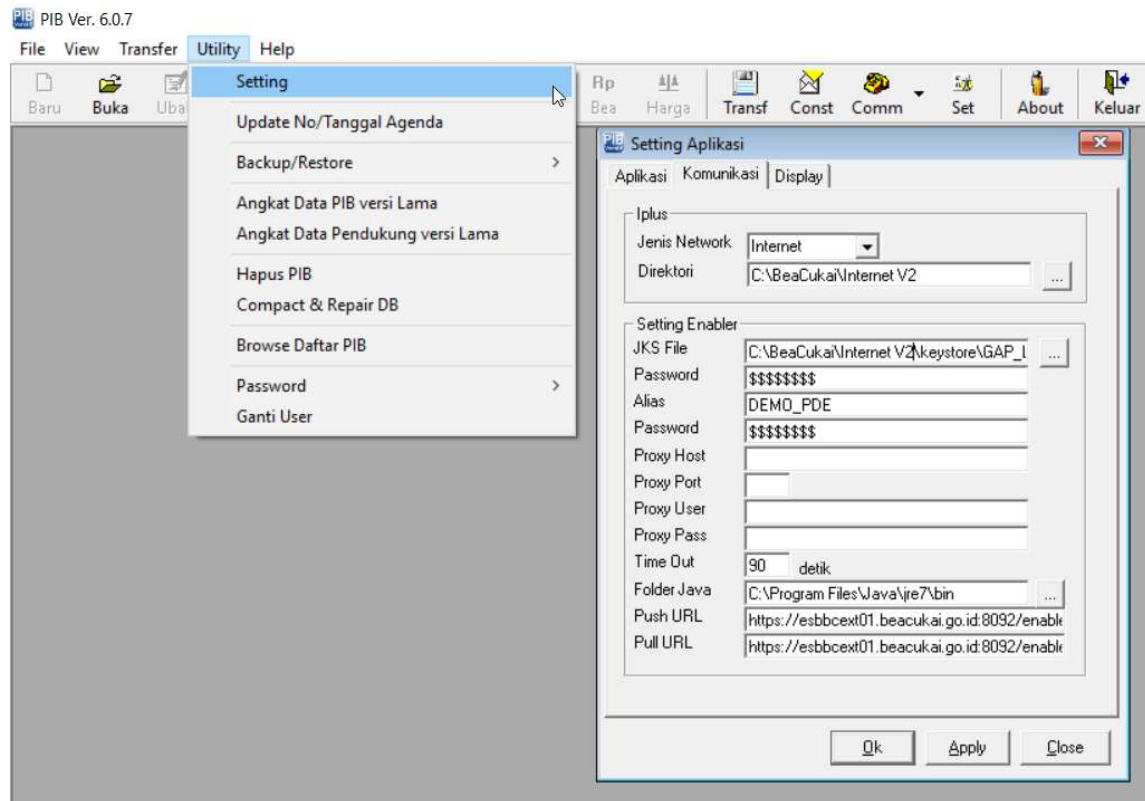 PIB Ver. 6.0.7
File View Transfer Utility Help
Baru Buka Bea Harga Transf Const Comm Set About Keluar
Setting
Update No/Tanggal Agenda
Backup/Restore
Angkat Data PIB versi Lama
Angkat Data Pendukung versi Lama
Hapus PIB
Compact & Repair DB
Browse Daftar PIB
Password
Ganti User
Setting Aplikasi
Aplikasi Komunikasi Display
Iplus
Jenis Network Internet
Direktori C:\BeaCukai\Internet V2 ...
Setting Enabler
JKS File C:\BeaCukai\Internet V2\keystore\GAP_ ...
Password $$$$$$$$
Alias DEMO_PDE
Password $$$$$$$$
Proxy Host
Proxy Port
Proxy User
Proxy Pass
Time Out 90 detik
Folder Java C:\Program Files\Java\jre7\bin ...
Push URL https://esbbcext01.beacukai.go.id:8092/enable
Pull URL https://esbbcext01.beacukai.go.id:8092/enable
Ok Apply Close